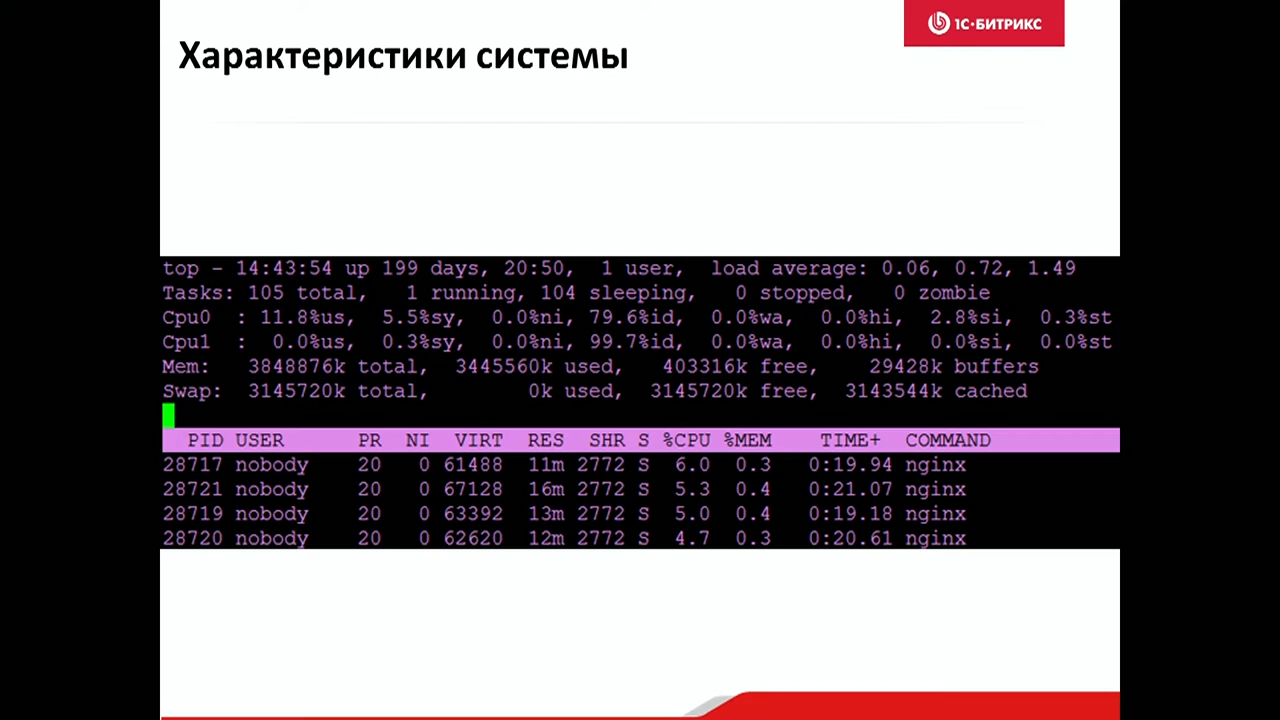 1С-БИТРИКС
Характеристики системы
top - 14:43:54 up 199 days, 20:50, 1 user, load average: 0.06, 0.72, 1.49
Tasks: 105 total, 1 running, 104 sleeping, 0 stopped, 0 zombie
Cpu0 : 11.8%us, 5.5%sy, 0.0%ni, 79.6%id, 0.0%wa, 0.0%hi, 2.8%si, 0.3%st
Cpu1 : 0.0%us, 0.3%sy, 0.0%ni, 99.7%id, 0.0%wa, 0.0%hi, 0.0%si, 0.0%st
Mem: 3848876k total, 3445560k used, 403316k free, 29428k buffers
Swap: 3145720k total, 0k used, 3145720k free, 3143544k cached
PID USER PR NI VIRT RES SHR S %CPU %MEM TIME+ COMMAND
28717 nobody 20 0 61488 11m 2772 S 6.0 0.3 0:19.94 nginx
28721 nobody 20 0 67128 16m 2772 S 5.3 0.4 0:21.07 nginx
28719 nobody 20 0 63392 13m 2772 S 5.0 0.4 0:19.18 nginx
28720 nobody 20 0 62620 12m 2772 S 4.7 0.3 0:20.61 nginx